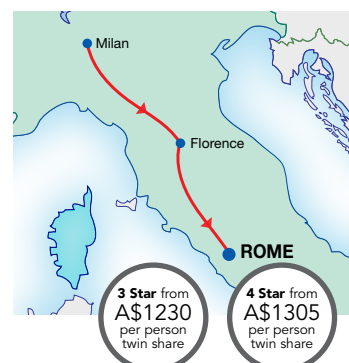 Milan
Florence
ROME
3 Star from
A$1230
per person
twin share
4 Star from
A$1305
per person
twin share